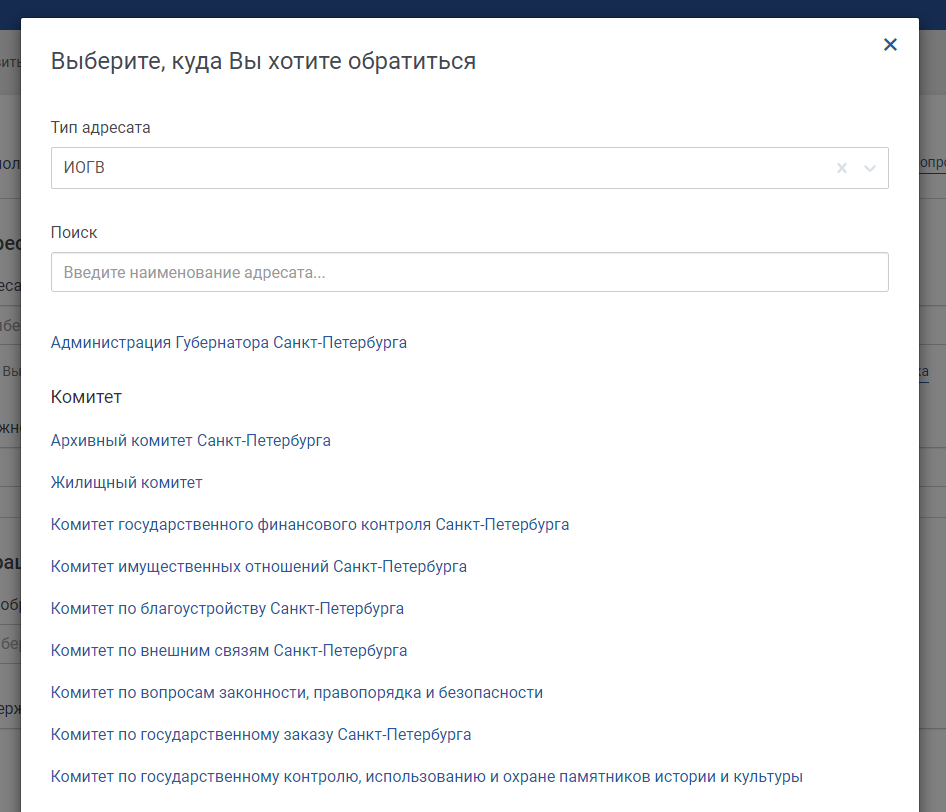 Выберите, куда Вы хотите обратиться
Тип адресата
ИОГВ
Поиск
Введите наименование адресата...
Администрация Губернатора Санкт-Петербурга
Комитет
Архивный комитет Санкт-Петербурга
Жилищный комитет
Комитет государственного финансового контроля Санкт-Петербурга
Комитет имущественных отношений Санкт-Петербурга
Комитет по благоустройству Санкт-Петербурга
Комитет по внешним связям Санкт-Петербурга
Комитет по вопросам законности, правопорядка и безопасности
Комитет по государственному заказу Санкт-Петербурга
Комитет по государственному контролю, использованию и охране памятников истории и культуры